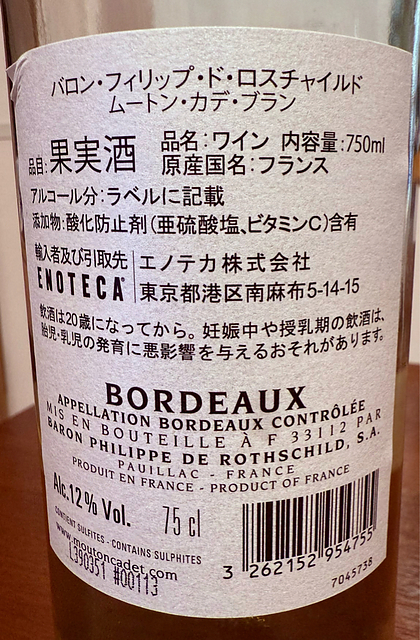 バロン・フィリップ・ド・ロスチャイルド
ムートン・カデ・ブラン
品目:果実酒 品名:ワイン 内容量:750ml
原産国名:フランス
アルコール分:ラベルに記載
添加物:酸化防止剤(亜硫酸塩、ビタミンC)含有
輸入者及び引取先 エノテカ株式会社
ENOTECA® 東京都港区南麻布5-14-15
飲酒は20歳になってから。妊娠中や授乳期の飲酒は、
胎児・乳児の発育に悪影響を与えるおそれがあります。
BORDEAUX
APPELLATION BORDEAUX CONTRÔLÉE
MIS EN BOUTEILLE À F 33112 PAR
BARON PHILIPPE DE ROTHSCHILD, S.A.
PAUILLAC - FRANCE
PRODUIT EN FRANCE - PRODUCT OF FRANCE
Alc.12% Vol. 75 cl
CONTIENT SULFITES - CONTAINS SULPHITES
www.moutoncadet.com
L390351 #00113
3 262152 954755
7045738